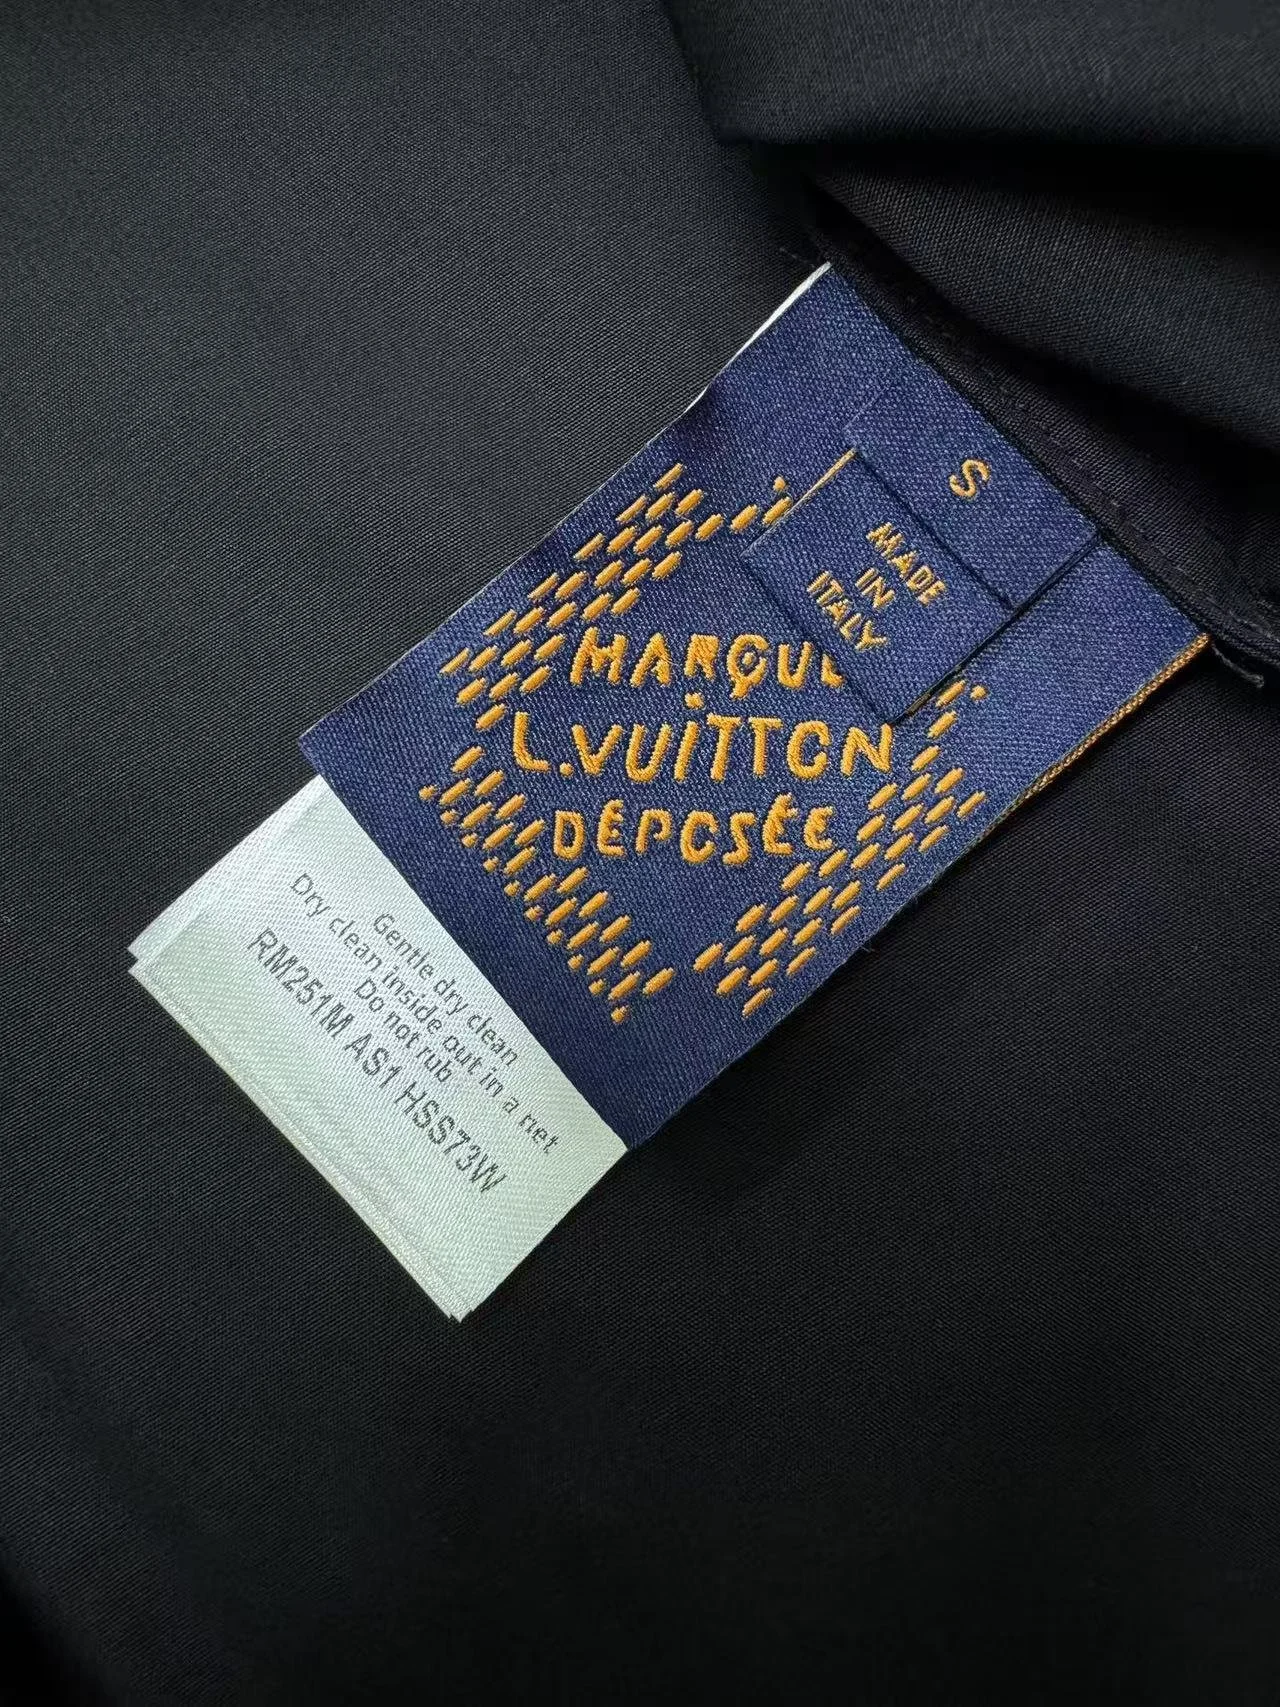 S
MADE
IN
ITALY
L.VUITTON
DÉPOSÉE
Gentle dry clean
Dry clean inside out in a net
Do not rub
RM251M AS1 HSS73W